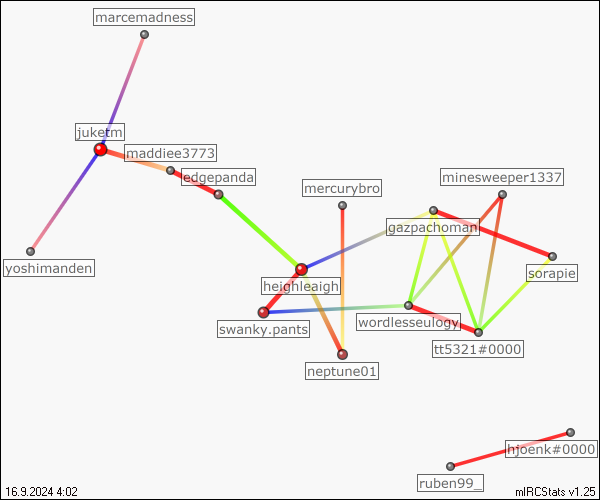 marcemadness
juketm
maddiee3773
edgepanda
mercurybro
minesweeper1337
gazpachoman
yoshimanden
heighleaigh
sorapie
swanky.pants
wordlesseulogy
tt5321#0000
neptune01
hjoenk#0000
ruben99_
16.9.2024 4:02
mIRCStats v1.25